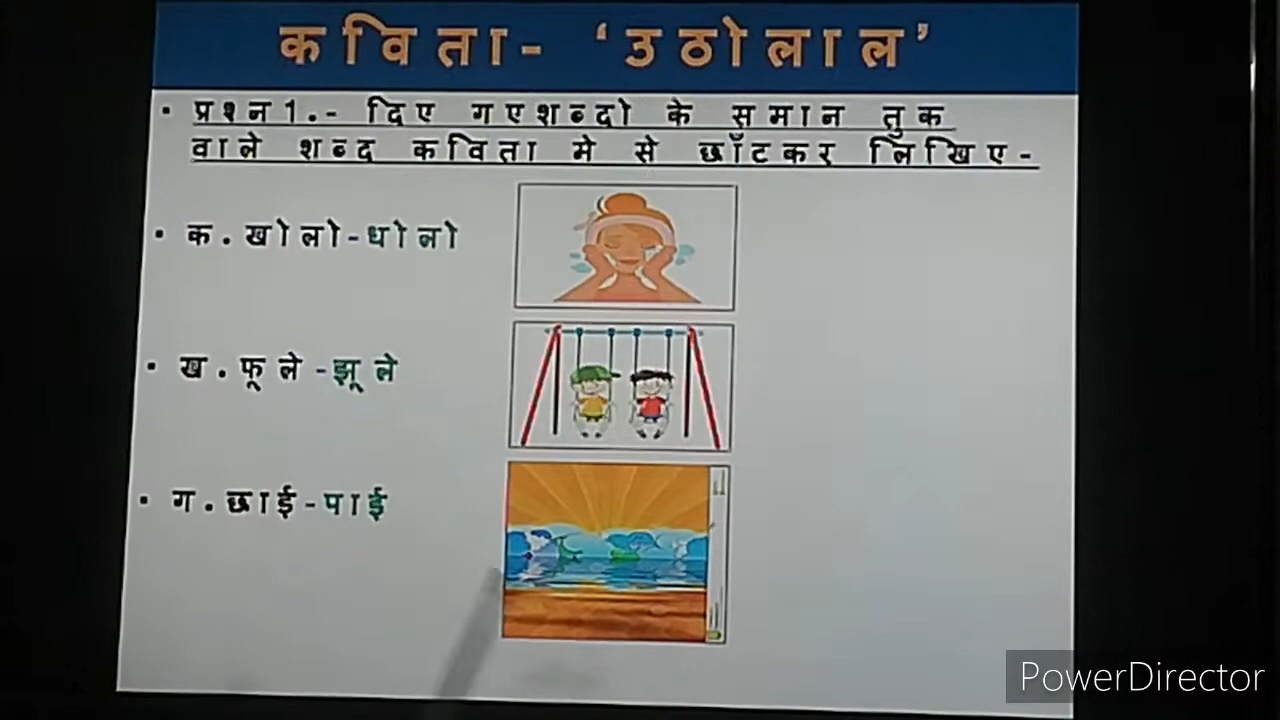 कविता- ‘उठोलाल’
• प्रश्न1.- दिए गएशब्दो के समान तुक
वाले शब्द कविता मे से छाँटकर लिखिए-
• क.खोलो-धोलो
• ख.फूले-झूले
• ग.छाई-पाई
PowerDirector